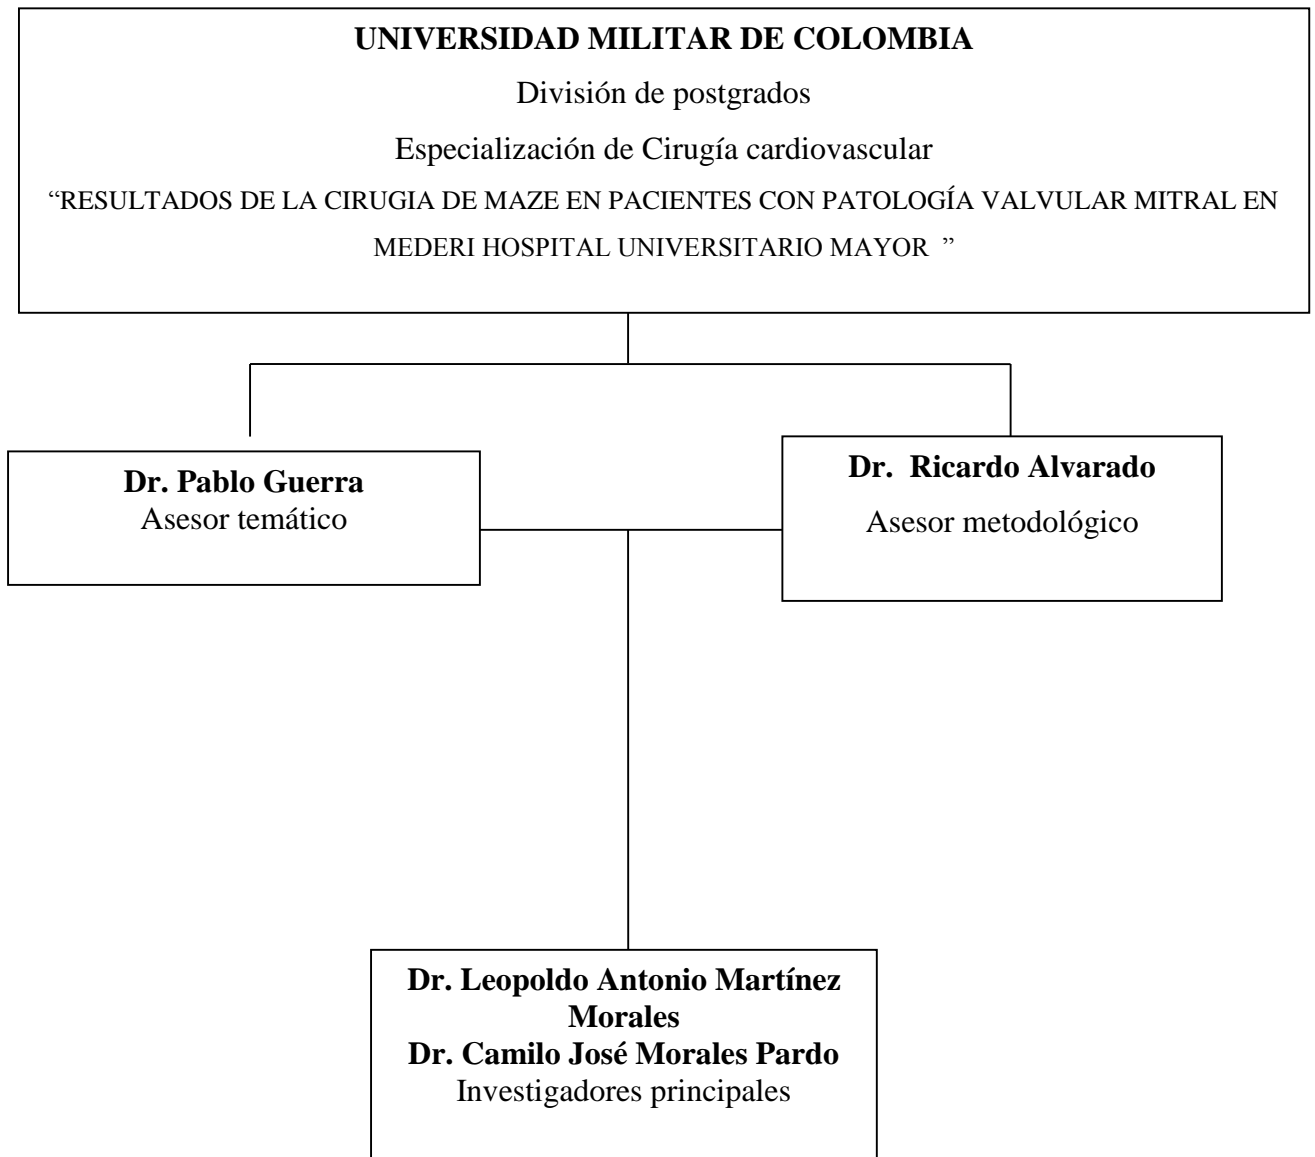 UNIVERSIDAD MILITAR DE COLOMBIA
División de postgrados
Especialización de Cirugía cardiovascular
“RESULTADOS DE LA CIRUGIA DE MAZE EN PACIENTES CON PATOLOGÍA VALVULAR MITRAL EN
MEDERI HOSPITAL UNIVERSITARIO MAYOR ”
Dr. Pablo Guerra
Asesor temático
Dr. Ricardo Alvarado
Asesor metodológico
Dr. Leopoldo Antonio Martínez
Morales
Dr. Camilo José Morales Pardo
Investigadores principales